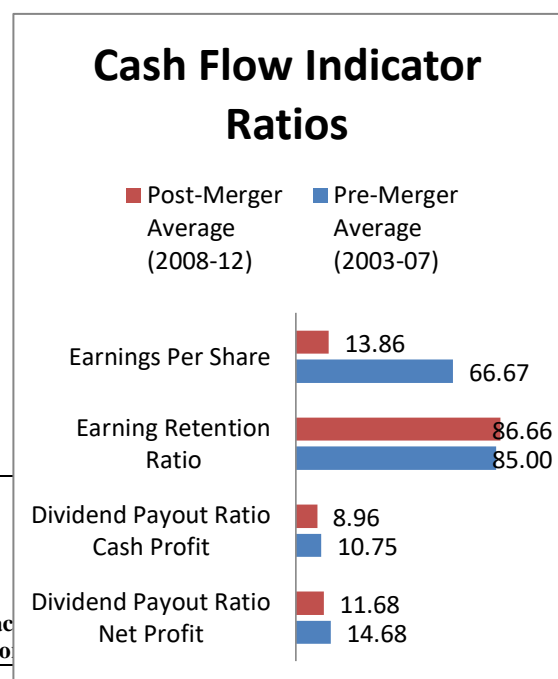 Cash Flow Indicator
Ratios
Post-Merger Average (2008-12)
Pre-Merger Average (2003-07)
Earnings Per Share
13.86
66.67
Earning Retention Ratio
86.66
85.00
Dividend Payout Ratio Cash Profit
8.96
10.75
Dividend Payout Ratio Net Profit
11.68
14.68